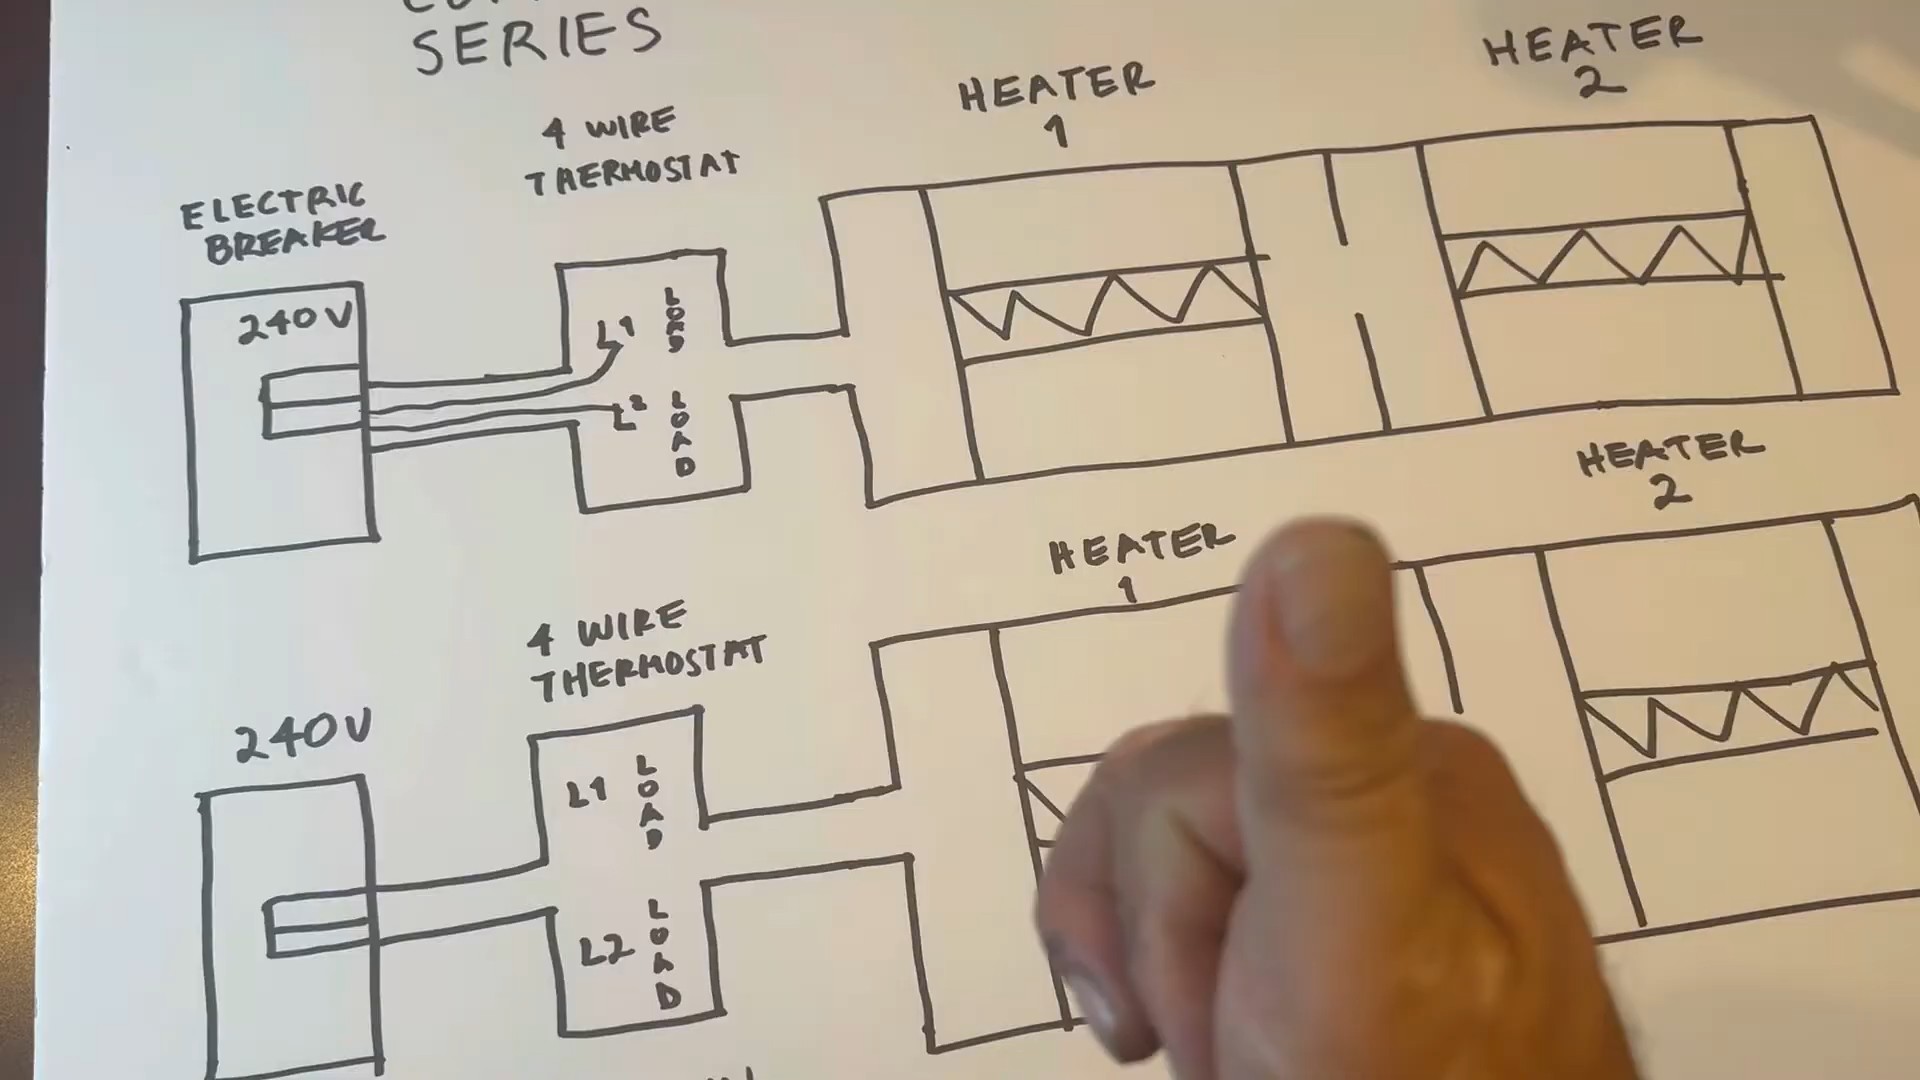 SERIES
4 WIRE
THERMOSTAT
HEATER
1
HEATER
2
ELECTRIC
BREAKER
240V
L1
LOAD
L2
LOAD
HEATER
1
HEATER
2
4 WIRE
THERMOSTAT
240V
L1
LOAD
L2
LOAD